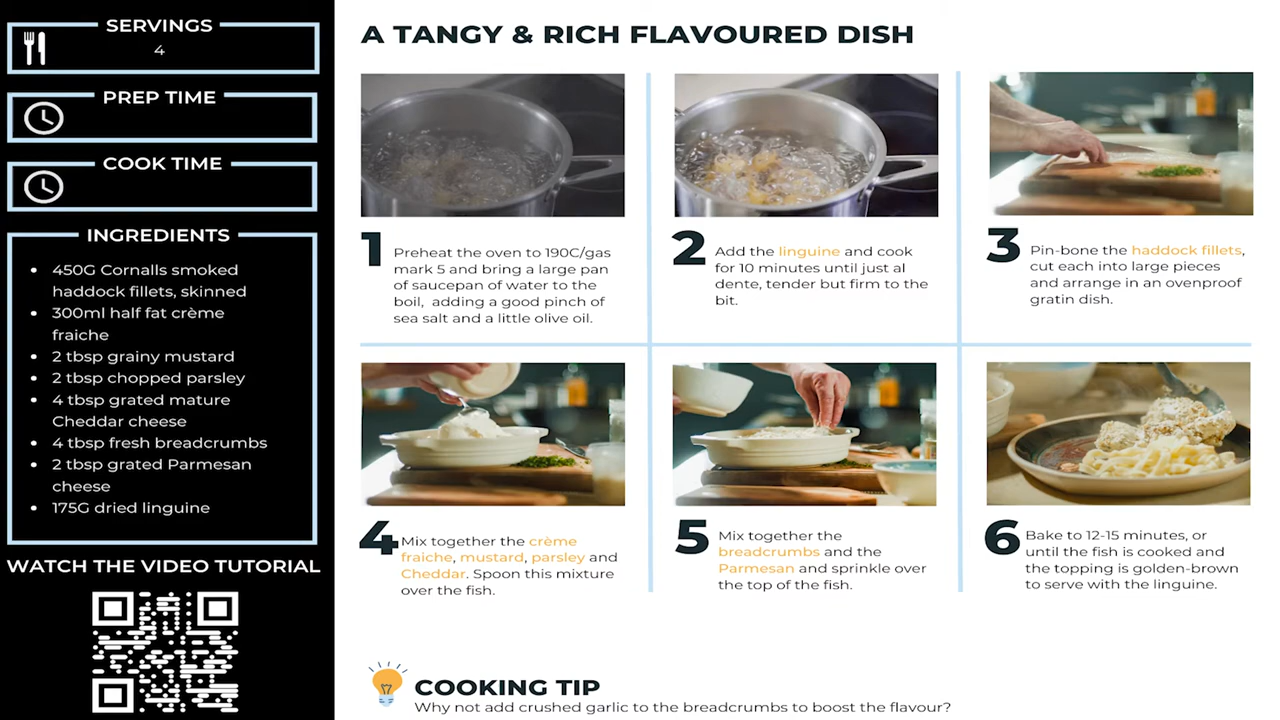 SERVINGS
4
PREP TIME
COOK TIME
INGREDIENTS
• 450G Cornalls smoked
haddock fillets, skinned
• 300ml half fat crème
fraiche
• 2 tbsp grainy mustard
• 2 tbsp chopped parsley
• 4 tbsp grated mature
Cheddar cheese
• 4 tbsp fresh breadcrumbs
• 2 tbsp grated Parmesan
cheese
• 175G dried linguine
WATCH THE VIDEO TUTORIAL
A TANGY & RICH FLAVOURED DISH
1
Preheat the oven to 190C/gas
mark 5 and bring a large pan
of saucepan of water to the
boil, adding a good pinch of
sea salt and a little olive oil.
2
Add the linguine and cook
for 10 minutes until just al
dente, tender but firm to the
bit.
3
Pin-bone the haddock fillets,
cut each into large pieces
and arrange in an ovenproof
gratin dish.
4
Mix together the crème
fraiche, mustard, parsley and
Cheddar. Spoon this mixture
over the fish.
5
Mix together the
breadcrumbs and the
Parmesan and sprinkle over
the top of the fish.
6
Bake to 12-15 minutes, or
until the fish is cooked and
the topping is golden-brown
to serve with the linguine.
COOKING TIP
Why not add crushed garlic to the breadcrumbs to boost the flavour?